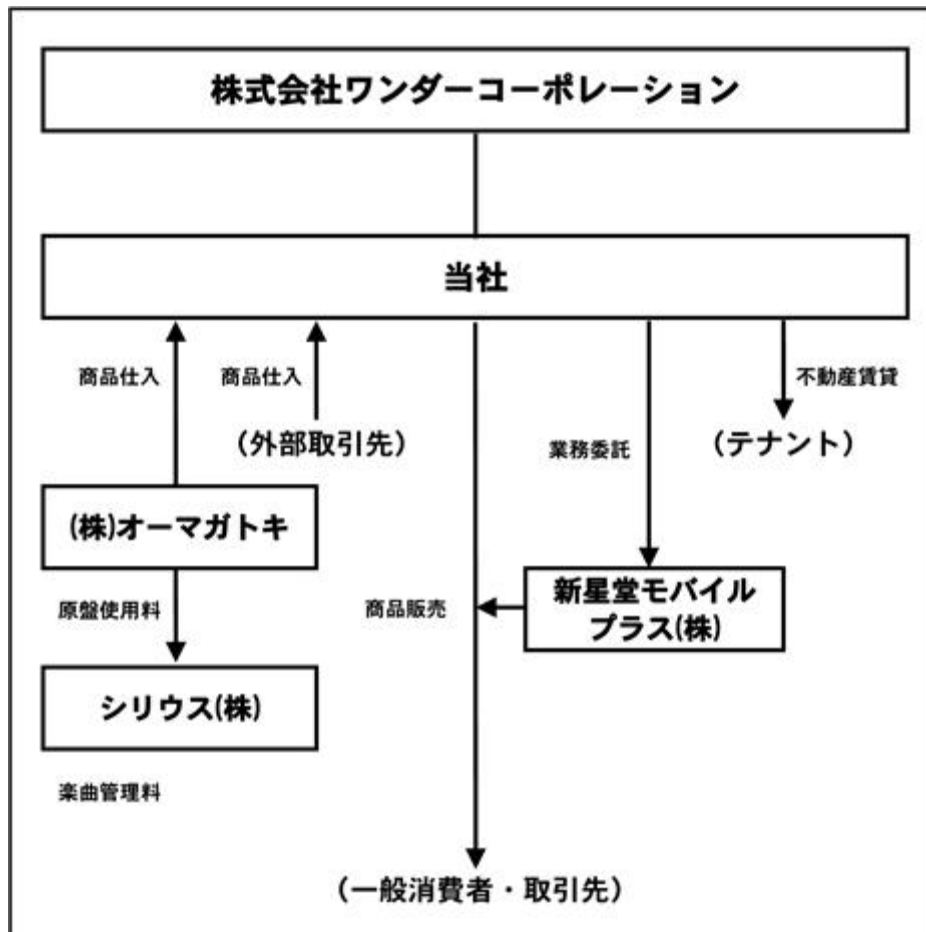 株式会社ワンダーコーポレーション
当社
商品仕入
商品仕入
不動産賃貸
（外部取引先）
業務委託
（テナント）
(株)オーマガトキ
原盤使用料
商品販売
新星堂モバイル
プラス(株)
シリウス(株)
楽曲管理料
（一般消費者・取引先）